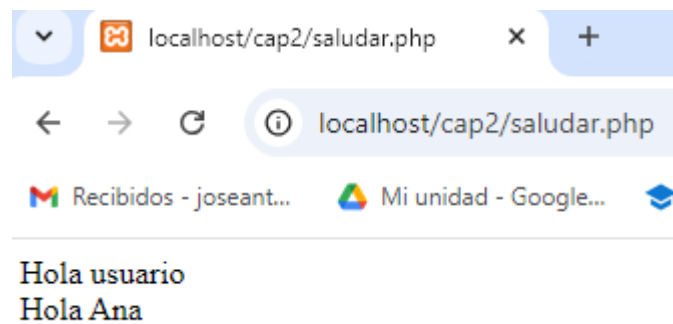 localhost/cap2/saludar.php
localhost/cap2/saludar.php
Recibidos - joseant... Mi unidad - Google...
Hola usuario
Hola Ana